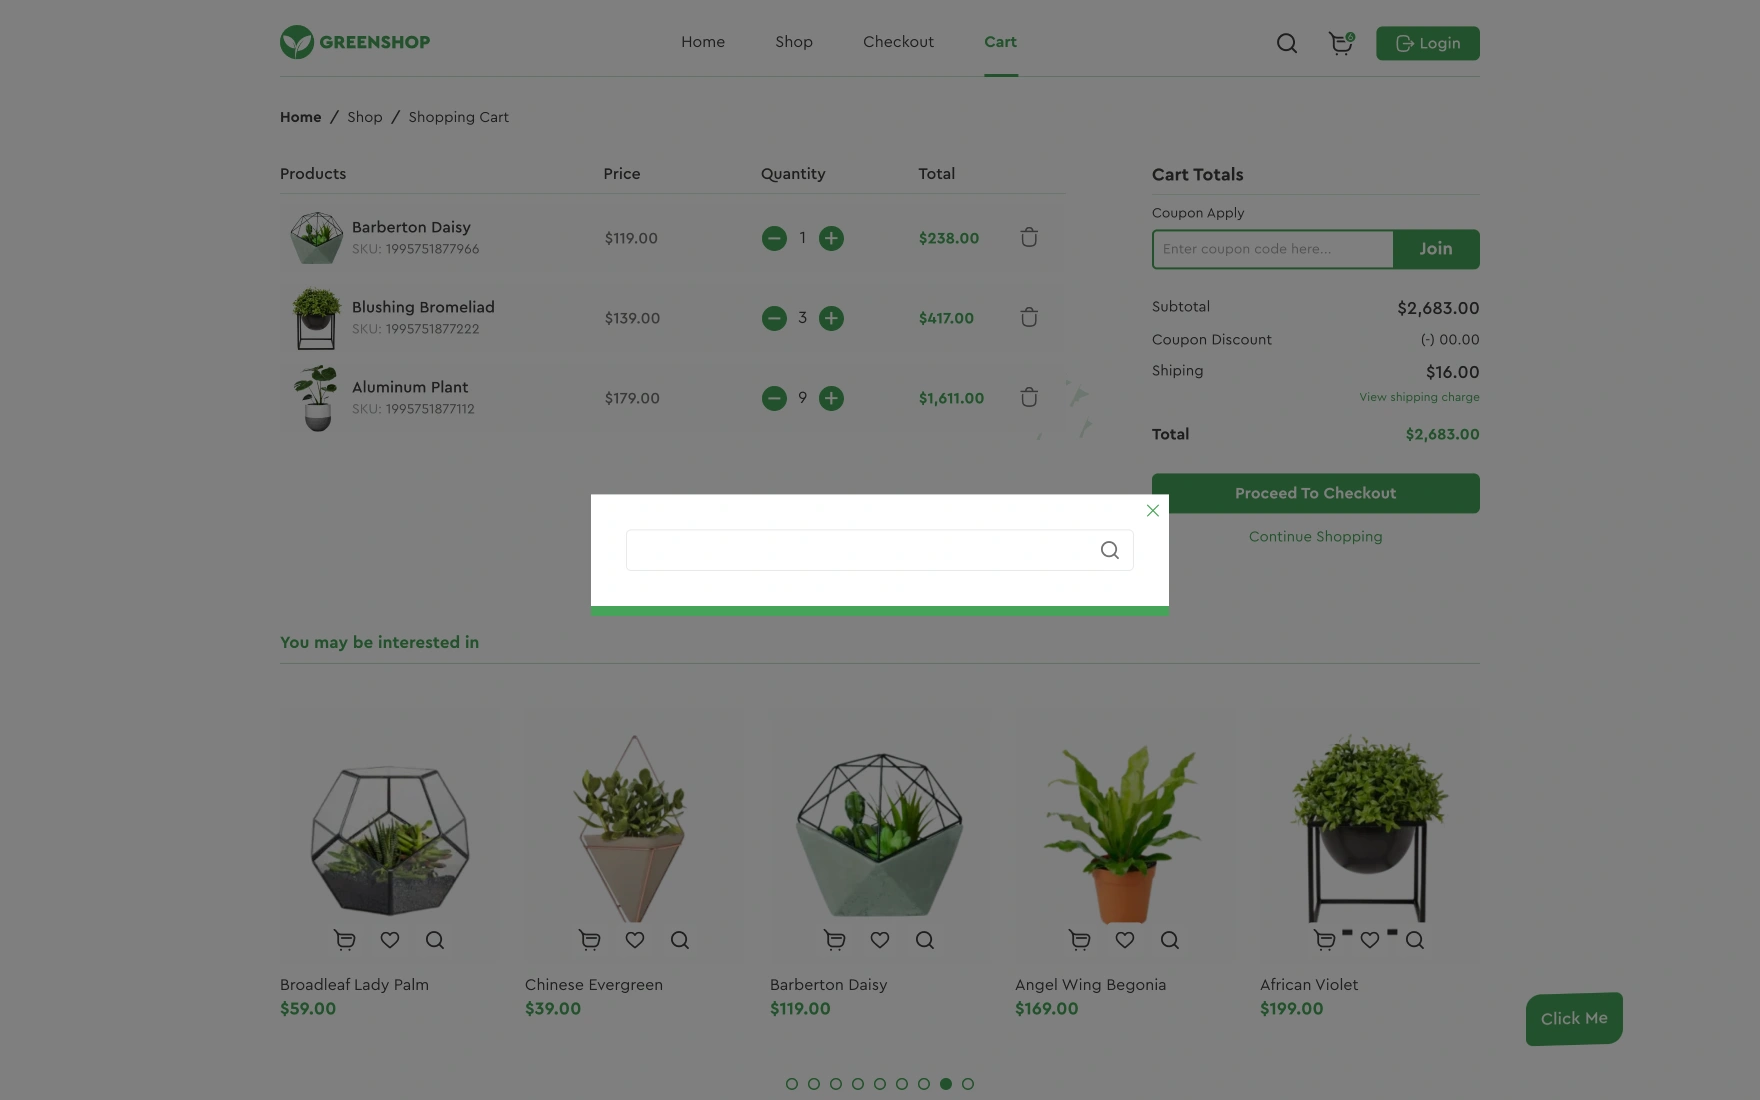 GREENSHOP
Home Shop Checkout Cart
6
Login
Home / Shop / Shopping Cart
Products Price Quantity Total
Barberton Daisy
SKU: 1995751877966
$119.00 1 $238.00
Blushing Bromeliad
SKU: 1995751877222
$139.00 3 $417.00
Aluminum Plant
SKU: 1995751877112
$179.00 9 $1,611.00
Cart Totals
Coupon Apply
Enter coupon code here... Join
Subtotal $2,683.00
Coupon Discount (-) 00.00
Shiping $16.00
View shipping charge
Total $2,683.00
Proceed To Checkout
Continue Shopping
You may be interested in
Broadleaf Lady Palm
$59.00
Chinese Evergreen
$39.00
Barberton Daisy
$119.00
Angel Wing Begonia
$169.00
African Violet
$199.00
Click Me